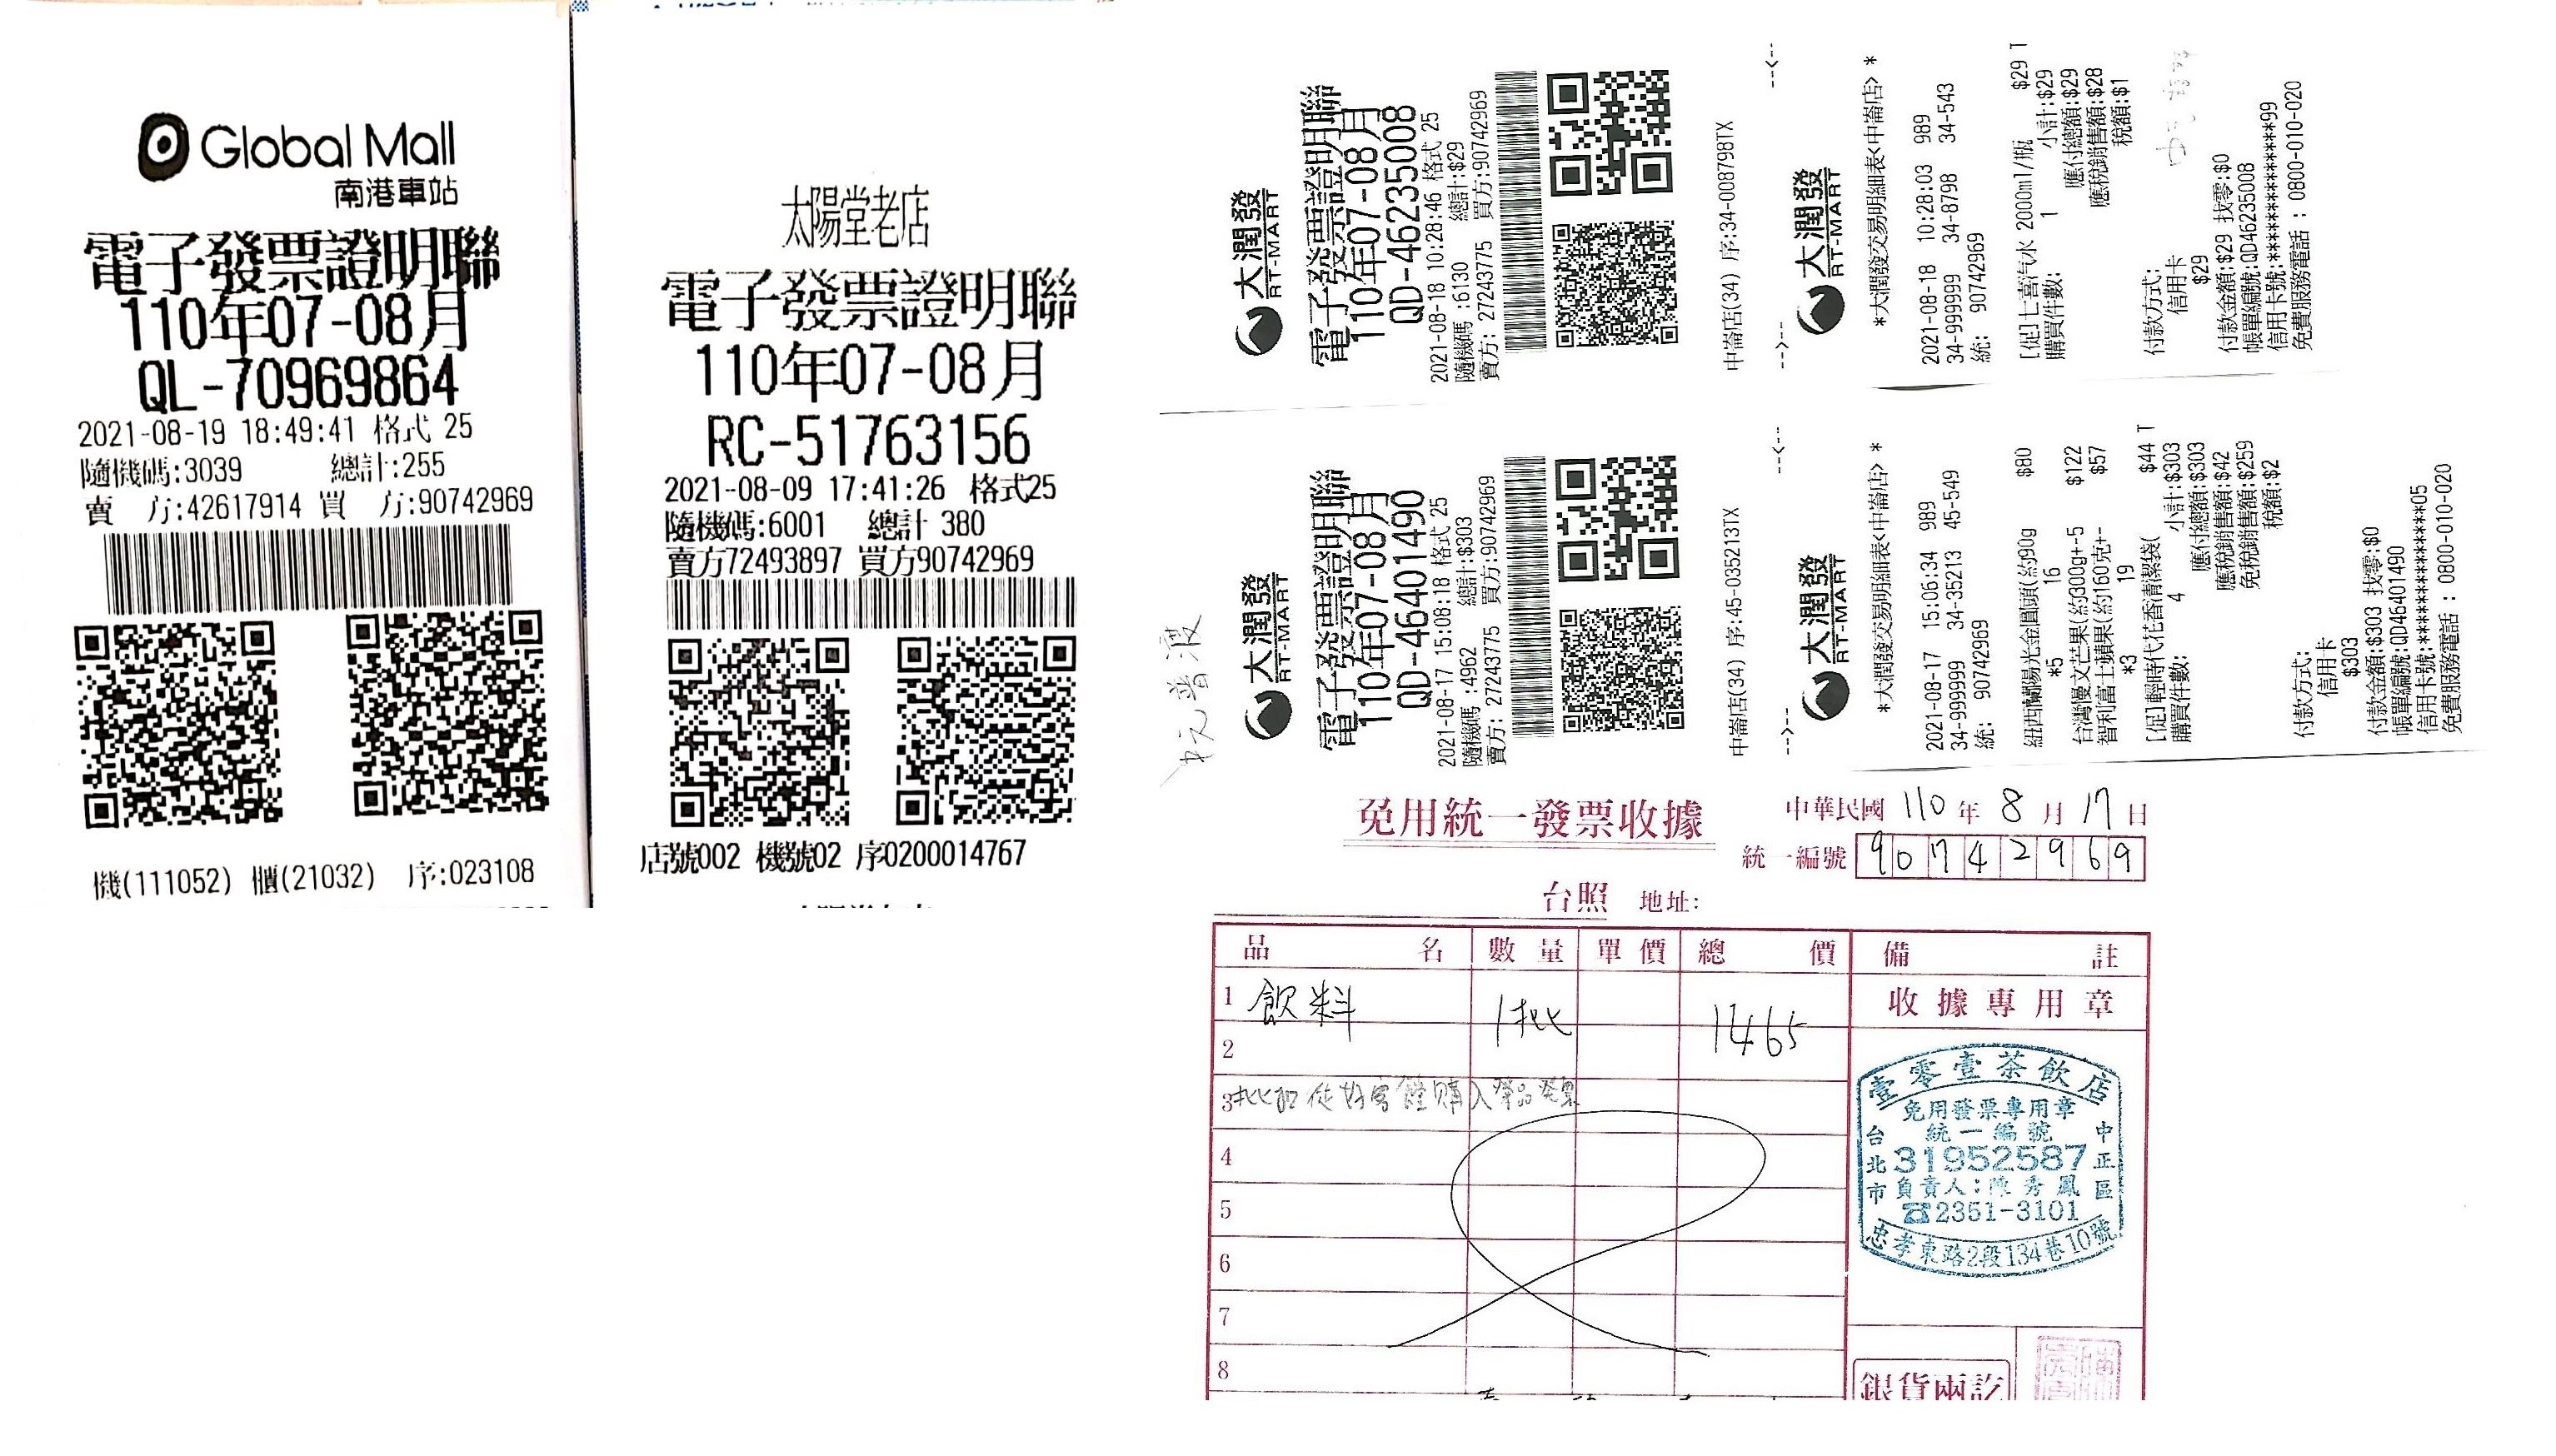 Global Mall
南港車站
電子發票證明聯
110年07-08月
QL-70969864
2021-08-19 18:49:41 格式 25
隨機碼:3039 總計:255
賣 方:42617914 買 方:90742969
機(111052) 櫃(21032) 序:023108
太陽堂老店
電子發票證明聯
110年07-08月
RC-51763156
2021-08-09 17:41:26 格式25
隨機碼:6001 總計 380
賣方72493897 買方90742969
店號002 機號02 序0200014767
大潤發
RT-MART
電子發票證明聯
110年07-08月
QD-46235008
2021-08-18 10:28:46 格式 25
隨機碼 :6130 總計:$29
賣方: 27243775 買方:90742969
中崙店(34) 序:34-008798TX
-->-- --<--
大潤發
RT-MART
*大潤發交易明細表<中崙店> *
2021-08-18 10:28:03 989
34-999999 34-8798 34-543
統: 90742969
[促]七喜汽水 2000ml/瓶 $29 T
購買件數: 1 小計:$29
應付總額:$29
應稅銷售額:$28
稅額:$1
付款方式:
信用卡
$29
付款金額:$29 找零:$0
帳單編號:QD46235008
信用卡號:**************99
免費服務電話 : 0800-010-020
中元普渡
大潤發
RT-MART
電子發票證明聯
110年07-08月
QD-46401490
2021-08-17 15:08:18 格式 25
隨機碼 :4962 總計:$303
賣方: 27243775 買方:90742969
中崙店(34) 序:45-035213TX
-->-- --<--
大潤發
RT-MART
*大潤發交易明細表<中崙店> *
2021-08-17 15:06:34 989
34-999999 34-35213 45-549
統: 90742969
紐西蘭陽光金圓頭(約90g $80
*5 16
台灣愛文芒果(約300g+-5 $122
智利富士蘋果(約160克+- $57
*3 19
[促]輕時代花香清潔袋( $44 T
購買件數: 4 小計:$303
應付總額:$303
應稅銷售額:$42
免稅銷售額:$259
稅額:$2
付款方式:
信用卡
$303
付款金額:$303 找零:$0
帳單編號:QD46401490
信用卡號:**************05
免費服務電話 : 0800-010-020
免用統一發票收據
中華民國 110 年 8 月 17 日
統一編號 90742969
台照 地址:
品名 數量 單價 總價 備註
1 飲料 1批 1465
收據專用章
2
3
4
5
6
7
8
壹零壹茶飲店
免用發票專用章
統一編號
31952587
負責人:陳秀鳳
☎2351-3101
台北市 中正區
忠孝東路2段134巷10號
銀貨兩訖